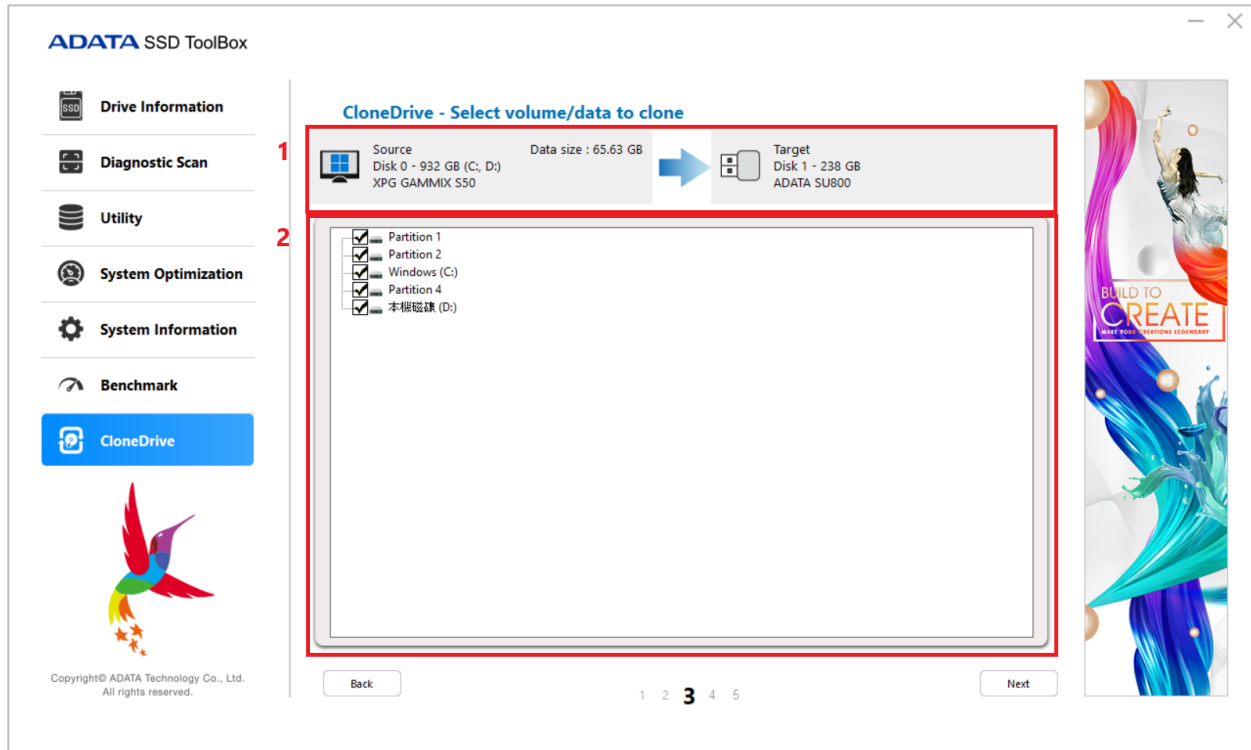 ADATA SSD ToolBox
SSD
Drive Information
Diagnostic Scan
Utility
System Optimization
System Information
Benchmark
CloneDrive
Copyright© ADATA Technology Co., Ltd.
All rights reserved.
CloneDrive - Select volume/data to clone
1
Source
Data size : 65.63 GB
Disk 0 - 932 GB (C:, D:)
XPG GAMMIX S50
Target
Disk 1 - 238 GB
ADATA SU800
2
Partition 1
Partition 2
Windows (C:)
Partition 4
本機磁碟 (D:)
Back
1 2 3 4 5
Next
BUILD TO
CREATE
MAKE YOUR CREATIONS LEGENDARY